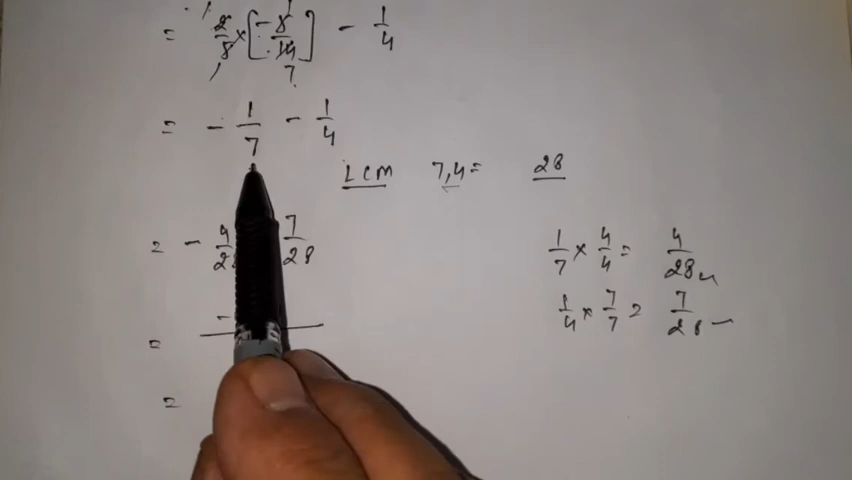 = 2/8 × [-8/14] - 1/4
7
= - 1/7 - 1/4
LCM 7,4 = 28
= - 4/28 7/28
1/7 × 4/4 = 4/28
1/4 × 7/7 = 7/28
= -
=